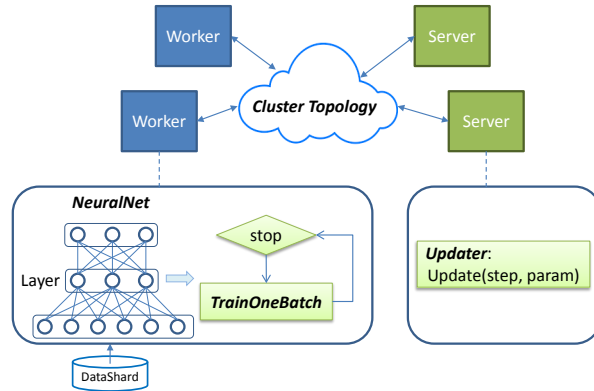 Worker
Server
Cluster Topology
Worker
Server
NeuralNet
stop
Layer
TrainOneBatch
Updater:
Update(step, param)
DataShard